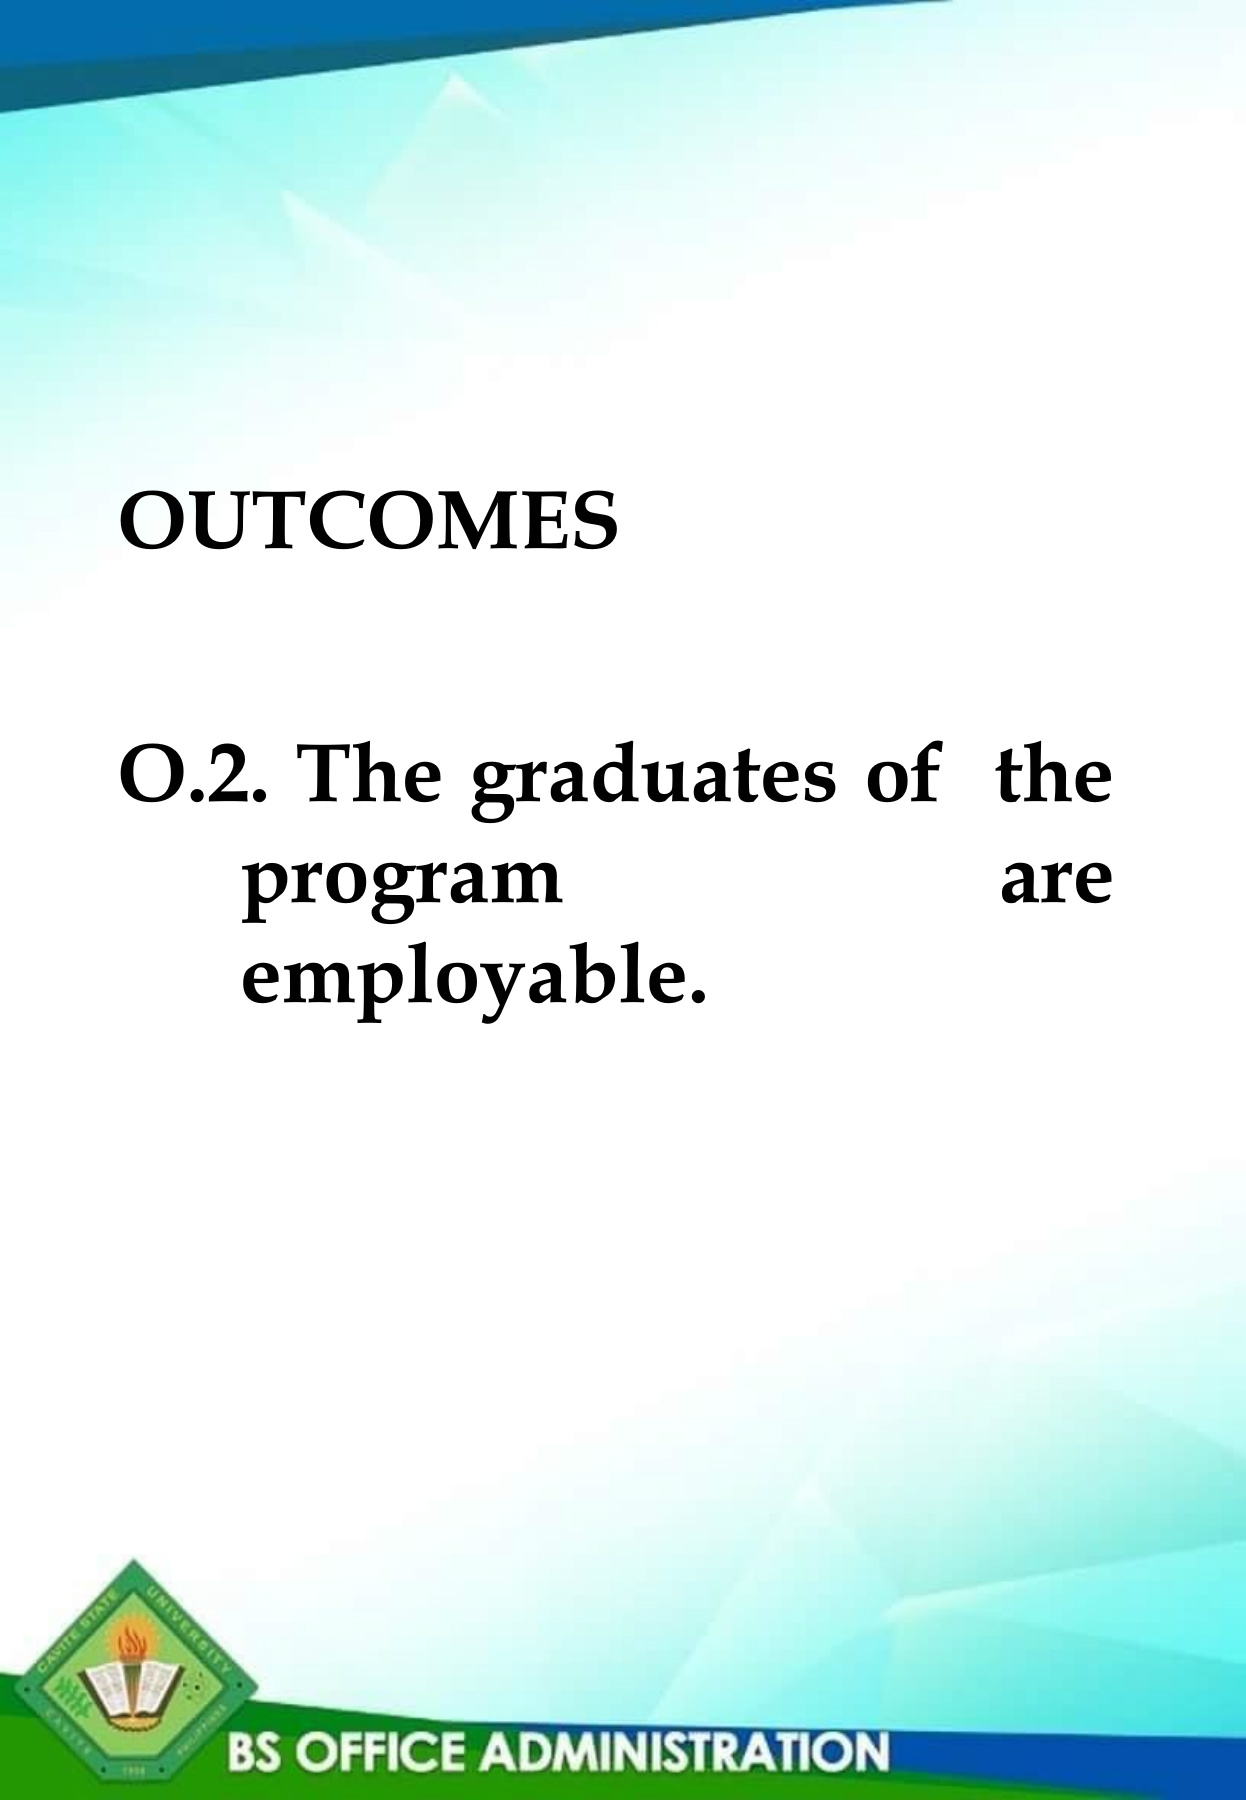 OUTCOMES
O.2. The graduates of the
program are
employable.
CAVITE STATE UNIVERSITY
CAVITE PHILIPPINES
1906
BS OFFICE ADMINISTRATION